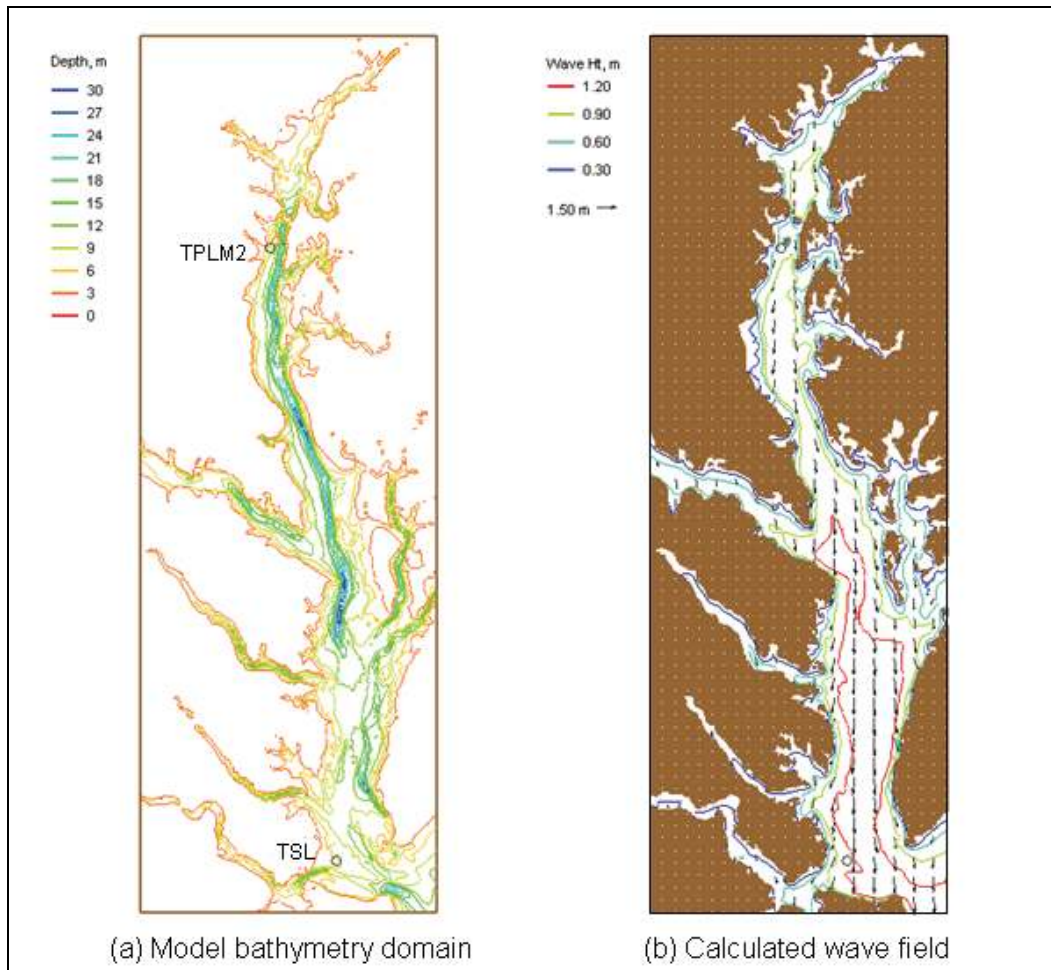 Depth, m
30
27
24
21
18
15
12
9
6
3
0
TPLM2
TSL
(a) Model bathymetry domain
Wave Ht, m
1.20
0.90
0.60
0.30
1.50 m
(b) Calculated wave field